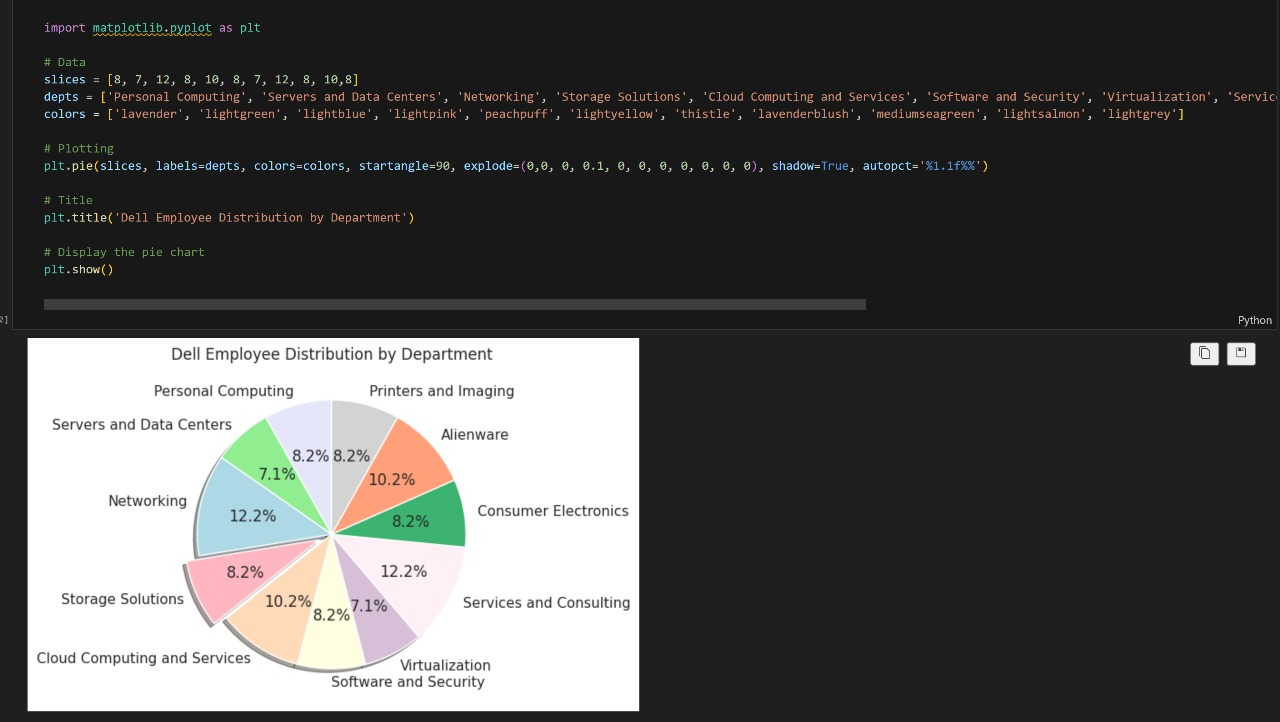 import matplotlib.pyplot as plt
# Data
slices = [8, 7, 12, 8, 10, 8, 7, 12, 8, 10,8]
depts = ['Personal Computing', 'Servers and Data Centers', 'Networking', 'Storage Solutions', 'Cloud Computing and Services', 'Software and Security', 'Virtualization', 'Servic
colors = ['lavender', 'lightgreen', 'lightblue', 'lightpink', 'peachpuff', 'lightyellow', 'thistle', 'lavenderblush', 'mediumseagreen', 'lightsalmon', 'lightgrey']
# Plotting
plt.pie(slices, labels=depts, colors=colors, startangle=90, explode=(0,0, 0, 0.1, 0, 0, 0, 0, 0, 0, 0), shadow=True, autopct='%1.1f%%')
# Title
plt.title('Dell Employee Distribution by Department')
# Display the pie chart
plt.show()
2]
Python
Dell Employee Distribution by Department
Personal Computing
Printers and Imaging
Servers and Data Centers
Alienware
8.2%
8.2%
7.1%
10.2%
Networking
Consumer Electronics
12.2%
8.2%
8.2%
12.2%
Storage Solutions
Services and Consulting
10.2%
8.2%
7.1%
Cloud Computing and Services
Virtualization
Software and Security